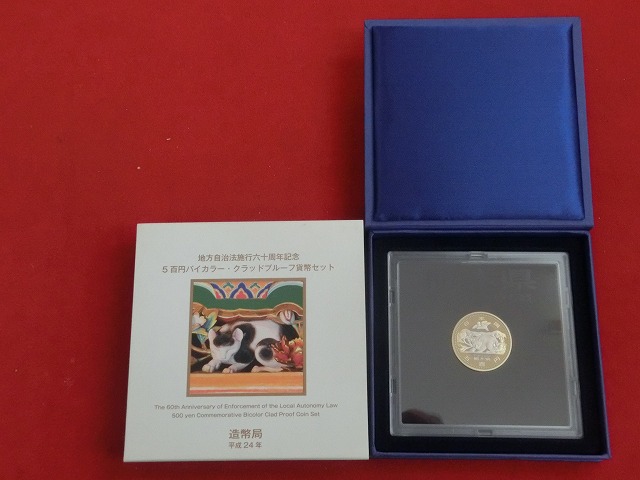 地方自治法施行六十周年記念
5百円バイカラー・クラッドプルーフ貨幣セット
The 60th Anniversary of Enforcement of the Local Autonomy Law
500 yen Commemorative Bicolor Clad Proof Coin Set
造幣局
平成24年